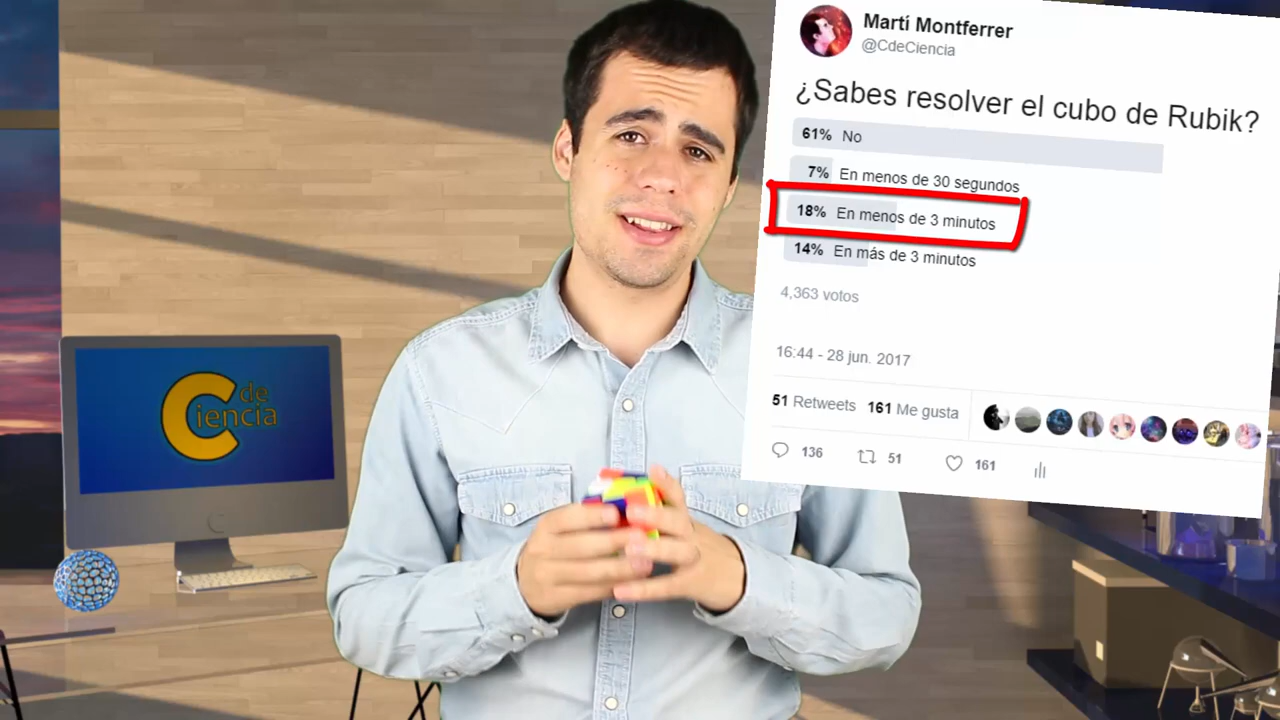 Martí Montferrer
@CdeCiencia
¿Sabes resolver el cubo de Rubik?
61% No
7% En menos de 30 segundos
18% En menos de 3 minutos
14% En más de 3 minutos
4,363 votos
16:44 - 28 jun. 2017
51 Retweets 161 Me gusta
136 51 161
C de
iencia